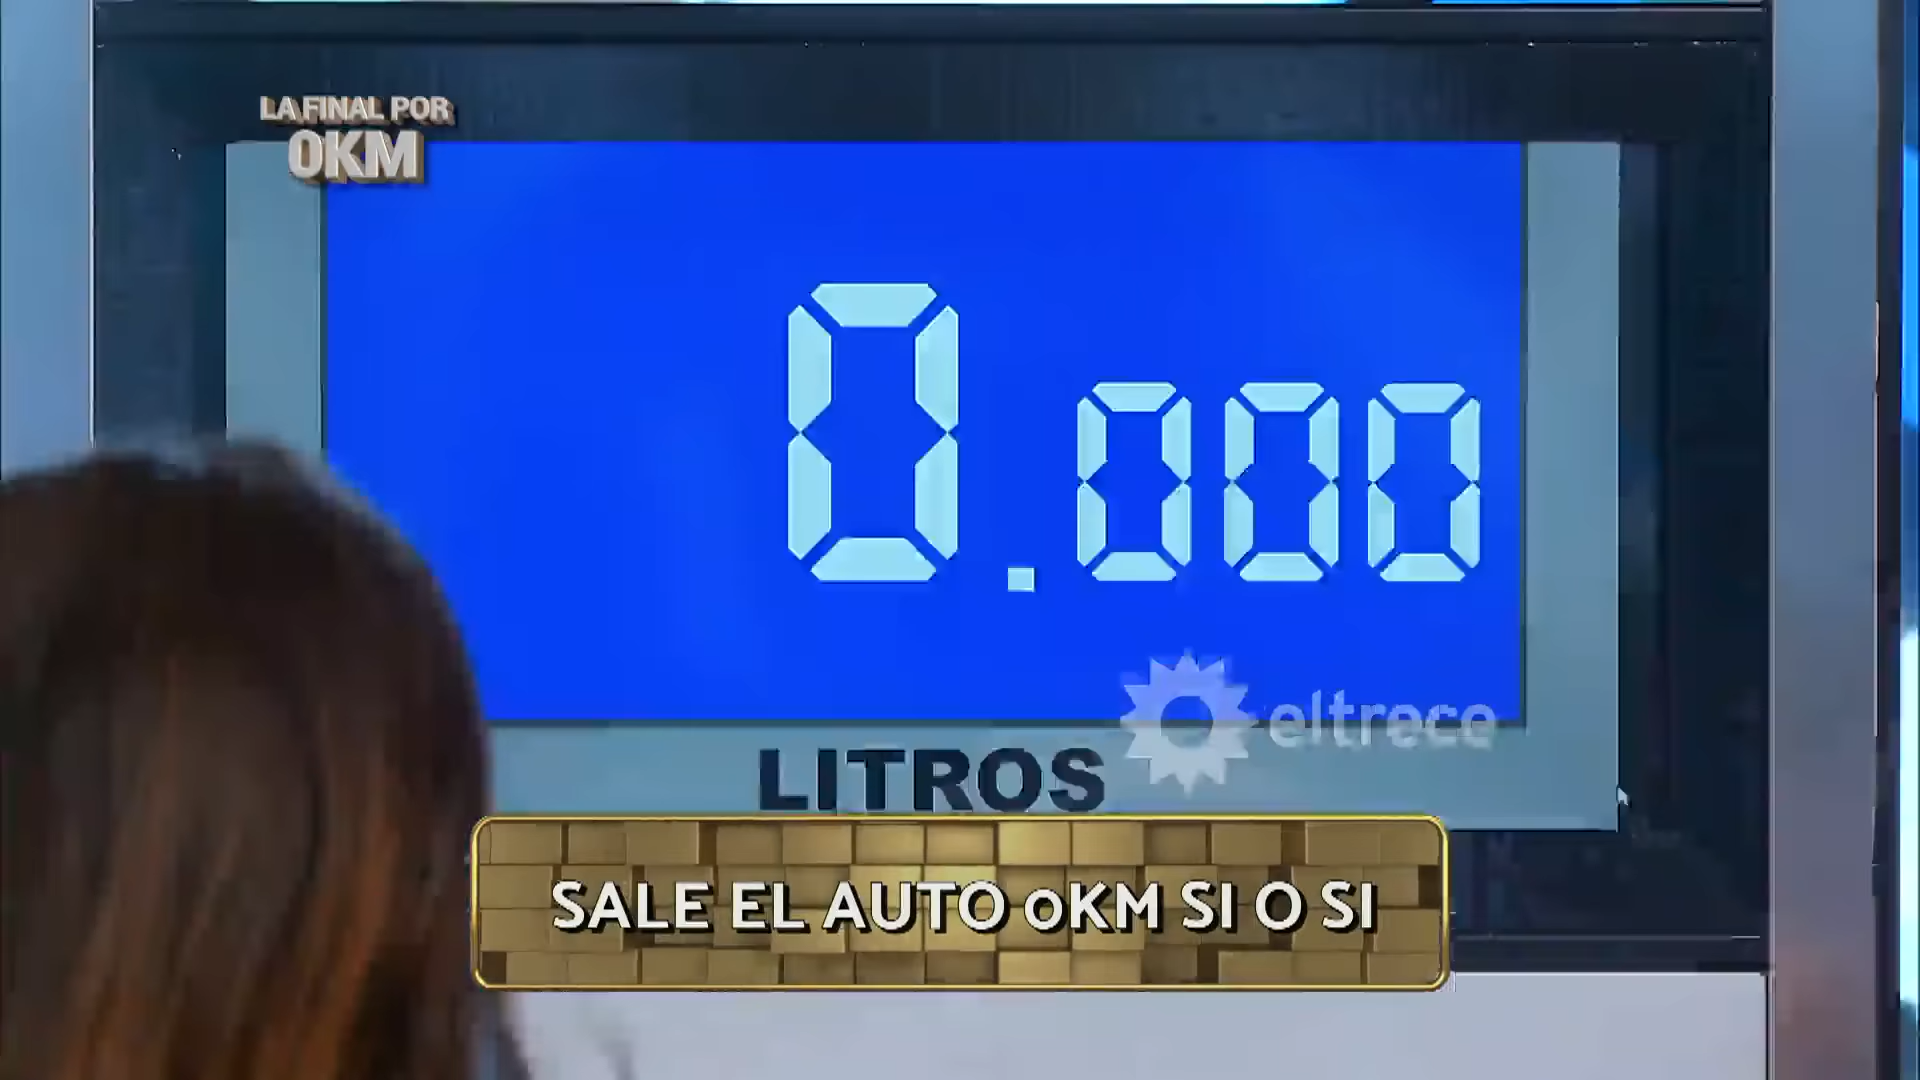 LA FINAL POR
0KM
0.000
eltrece
LITROS
SALE EL AUTO 0KM SI O SI